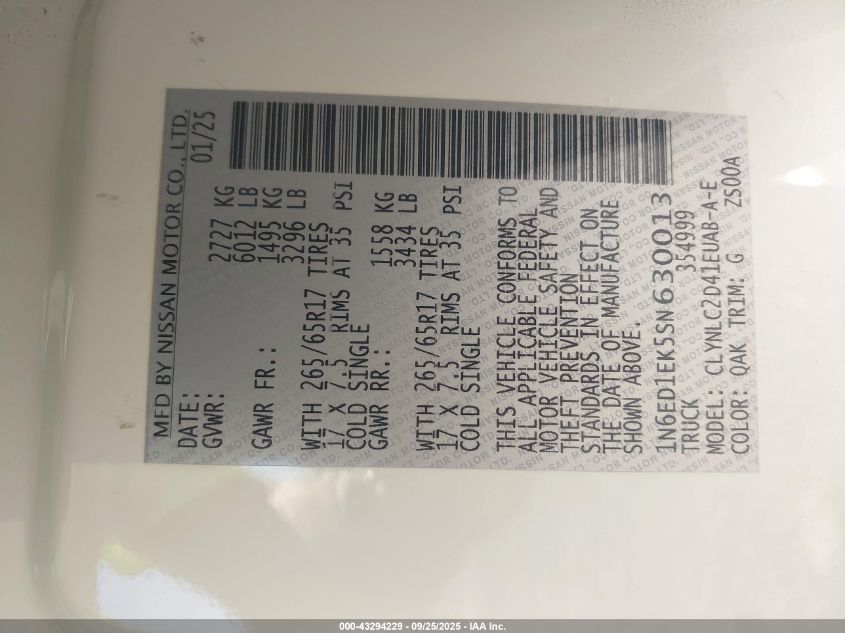 MFD BY NISSAN MOTOR CO., LTD.
DATE: 01/25
GVWR: 2727 KG
6012 LB
GAWR FR.: 1495 KG
3296 LB
WITH 265/65R17 TIRES
17 X 7.5 RIMS AT 35 PSI
COLD SINGLE
GAWR RR.: 1558 KG
3434 LB
WITH 265/65R17 TIRES
17 X 7.5 RIMS AT 35 PSI
COLD SINGLE
THIS VEHICLE CONFORMS TO
ALL APPLICABLE FEDERAL
MOTOR VEHICLE SAFETY AND
THEFT PREVENTION
STANDARDS IN EFFECT ON
THE DATE OF MANUFACTURE
SHOWN ABOVE.
1N6ED1EK5SN630013
TRUCK 354999
MODEL: CLYNLC2D41EUAB-A-E
COLOR: QAK TRIM: G ZS00A
000-43294229 - 09/25/2025 - IAA Inc.